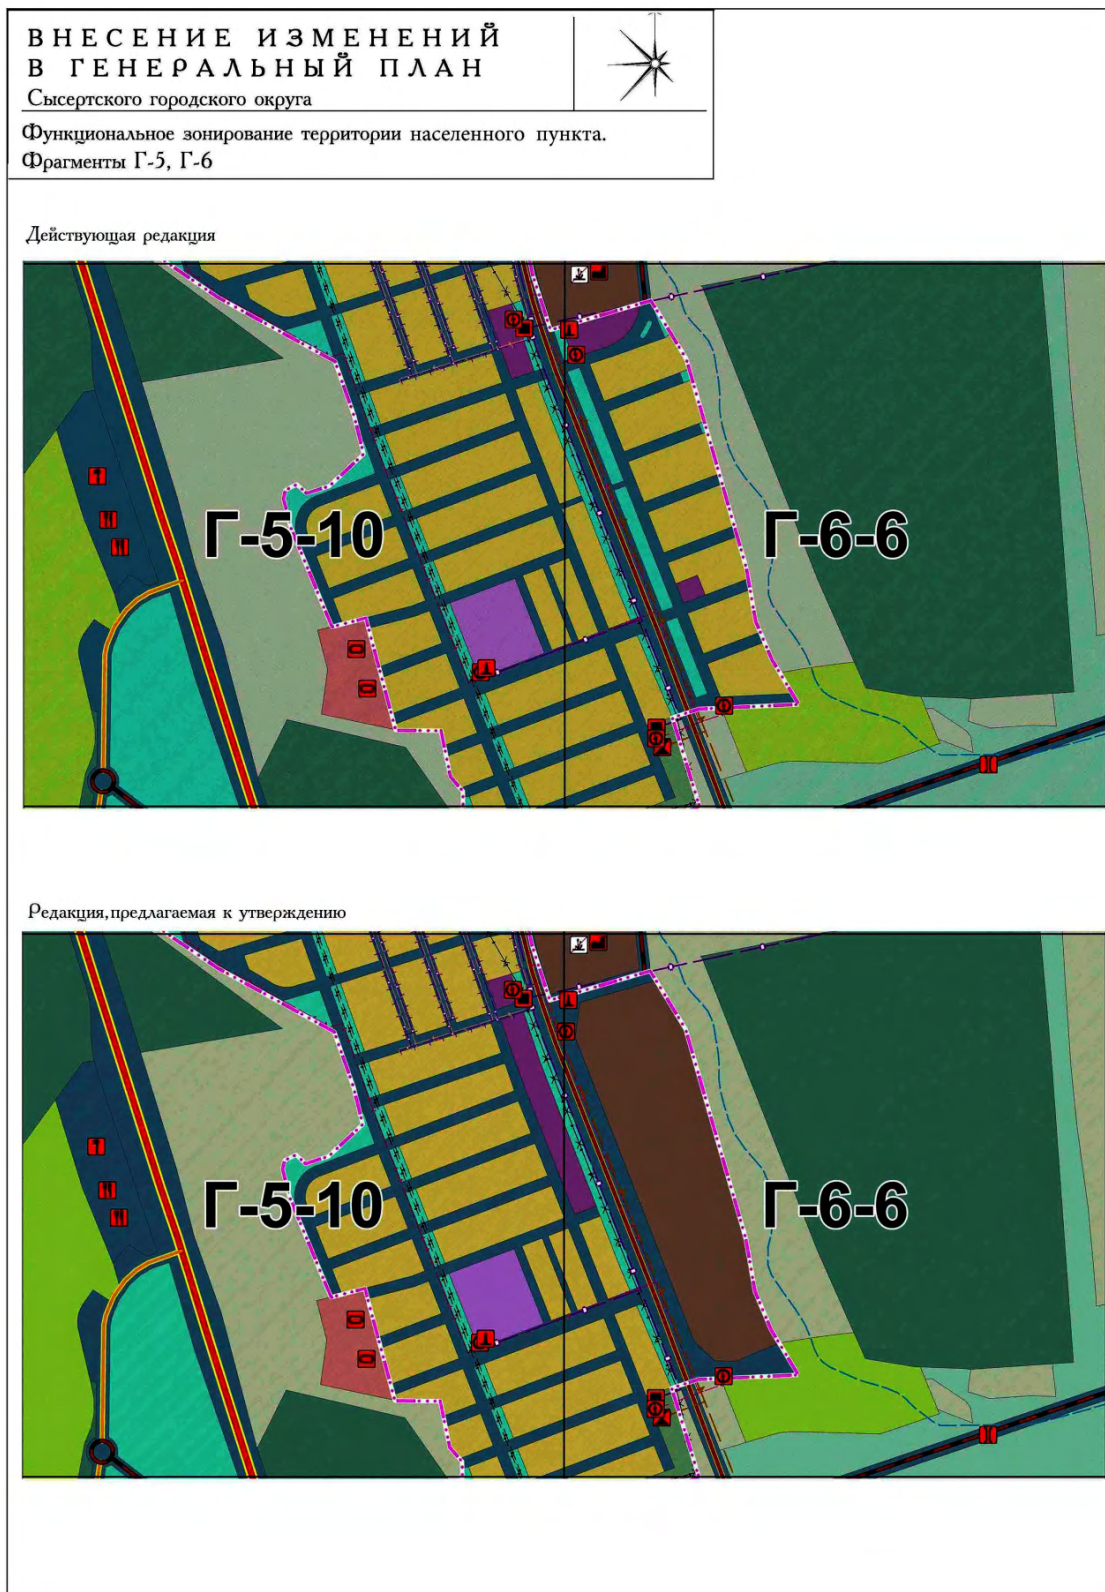 ВНЕСЕНИЕ ИЗМЕНЕНИЙ
В ГЕНЕРАЛЬНЫЙ ПЛАН
Сысертского городского округа
Функциональное зонирование территории населенного пункта.
Фрагменты Г-5, Г-6
Действующая редакция
Г-5-10
Г-6-6
Редакция, предлагаемая к утверждению
Г-5-10
Г-6-6